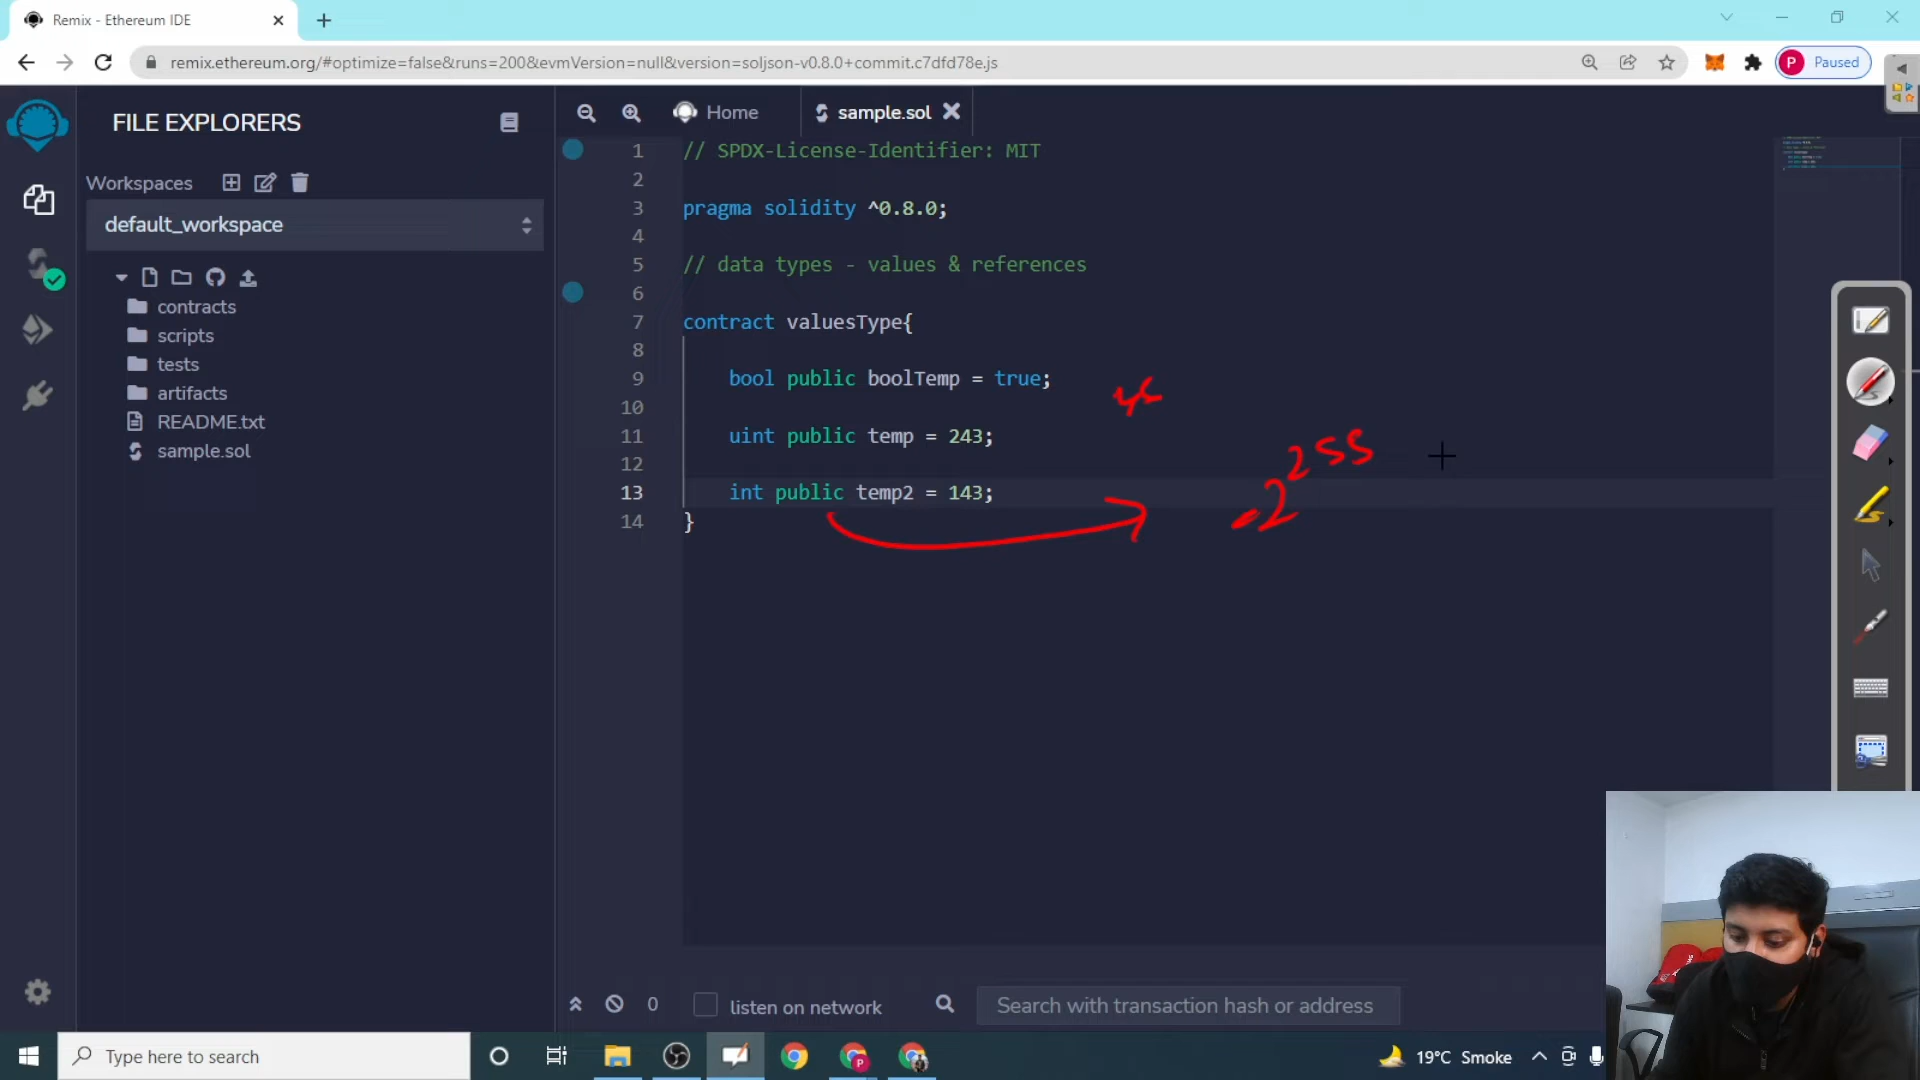 Remix - Ethereum IDE
remix.ethereum.org/#optimize=false&runs=200&evmVersion=null&version=soljson-v0.8.0+commit.c7dfd78e.js
P Paused
FILE EXPLORERS
Home
sample.sol
Workspaces
default_workspace
contracts
scripts
tests
artifacts
README.txt
sample.sol
1 // SPDX-License-Identifier: MIT
2
3 pragma solidity ^0.8.0;
4
5 // data types - values & references
6
7 contract valuesType{
8
9 bool public boolTemp = true;
10
11 uint public temp = 243;
12
13 int public temp2 = 143;
14 }
-2^255
0
listen on network
Search with transaction hash or address
Type here to search
P
19°C Smoke